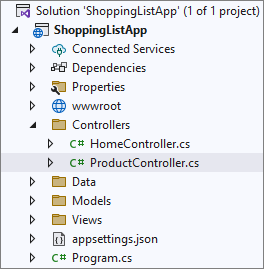 Solution 'ShoppingListApp' (1 of 1 project)
ShoppingListApp
Connected Services
Dependencies
Properties
wwwroot
Controllers
C# HomeController.cs
C# ProductController.cs
Data
Models
Views
appsettings.json
C# Program.cs